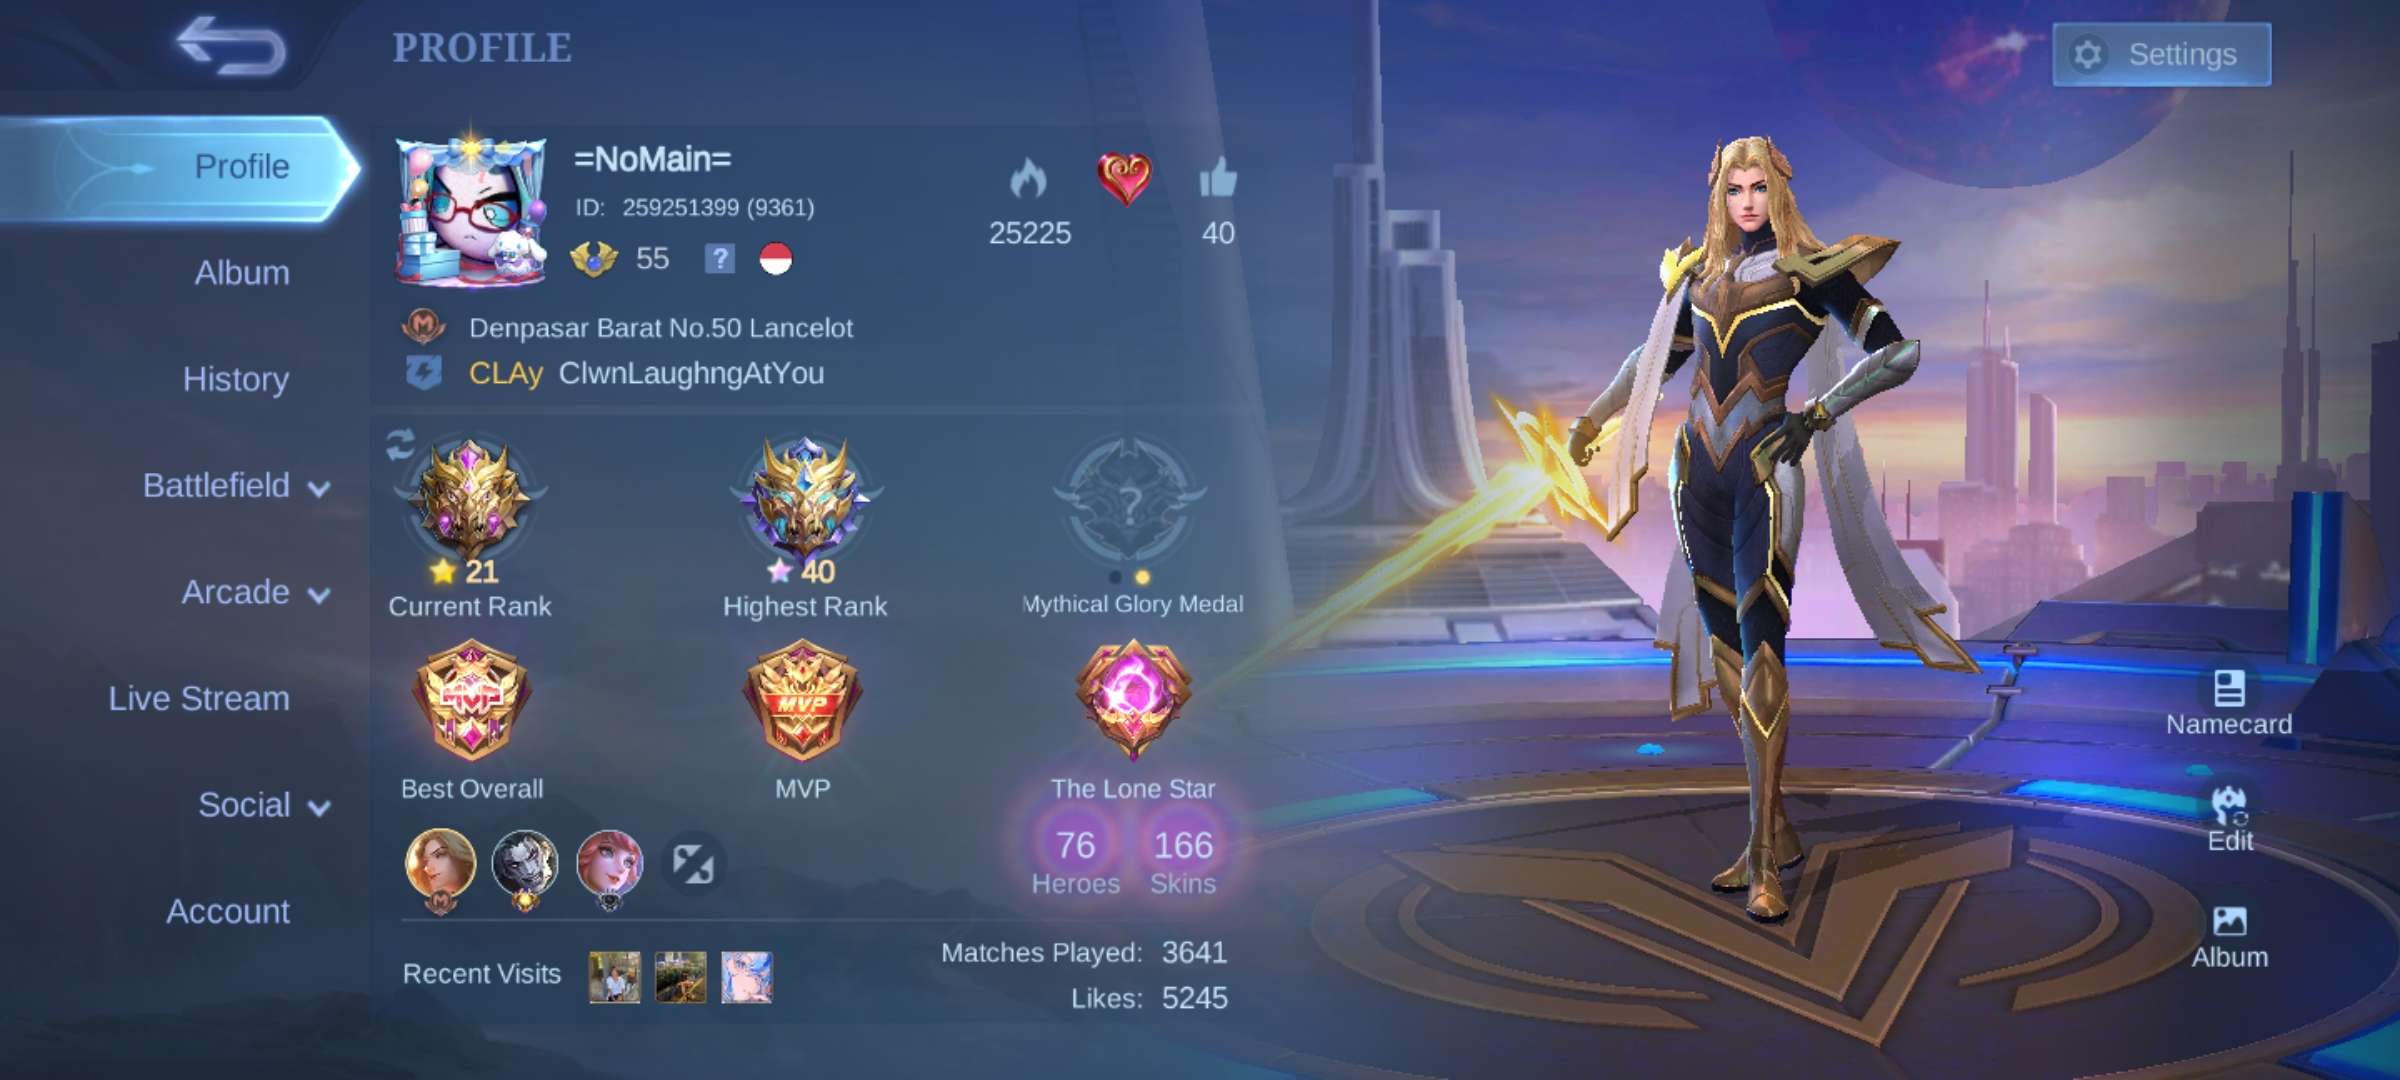 PROFILE
Settings
Profile
Album
History
Battlefield
Arcade
Live Stream
Social
Account
=NoMain=
ID: 259251399 (9361)
55 ?
25225
40
M Denpasar Barat No.50 Lancelot
CLAy ClwnLaughngAtYou
21
Current Rank
40
Highest Rank
?
Mythical Glory Medal
MVP
Best Overall
MVP
MVP
The Lone Star
M
76
Heroes
166
Skins
Recent Visits
Matches Played: 3641
Likes: 5245
Namecard
Edit
Album